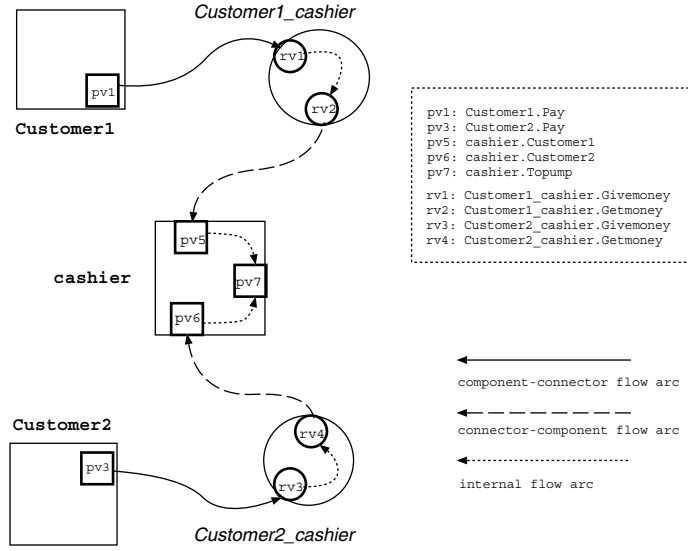 Customer1_cashier
rv1
pv1
rv2
Customer1
pv1: Customer1.Pay
pv3: Customer2.Pay
pv5: cashier.Customer1
pv6: cashier.Customer2
pv7: cashier.Topump
rv1: Customer1_cashier.Givemoney
rv2: Customer1_cashier.Getmoney
rv3: Customer2_cashier.Givemoney
rv4: Customer2_cashier.Getmoney
pv5
cashier
pv7
pv6
component-connector flow arc
Customer2
connector-component flow arc
rv4
pv3
rv3
internal flow arc
Customer2_cashier